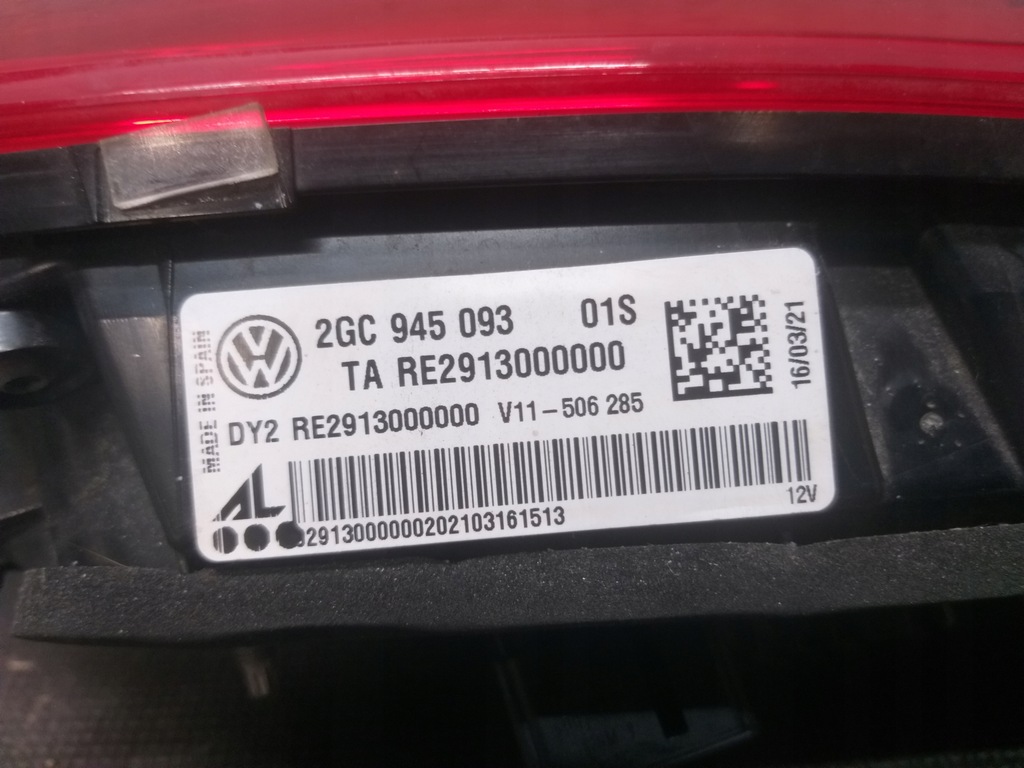 2GC 945 093 01S
TA RE2913000000
DY2 RE2913000000 V11-506 285
MADE IN SPAIN
16/03/21
AL
12V
2913000000202103161513